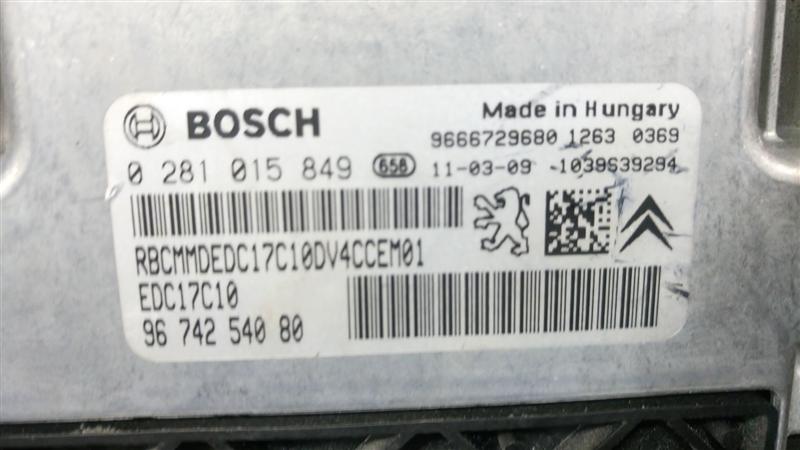 BOSCH
Made in Hungary
9666729680 1263 0369
0 281 015 849 658 11-03-09 -1039S39294
RBCMMDEDC17C10DV4CCEM01
EDC17C10
96 742 540 80